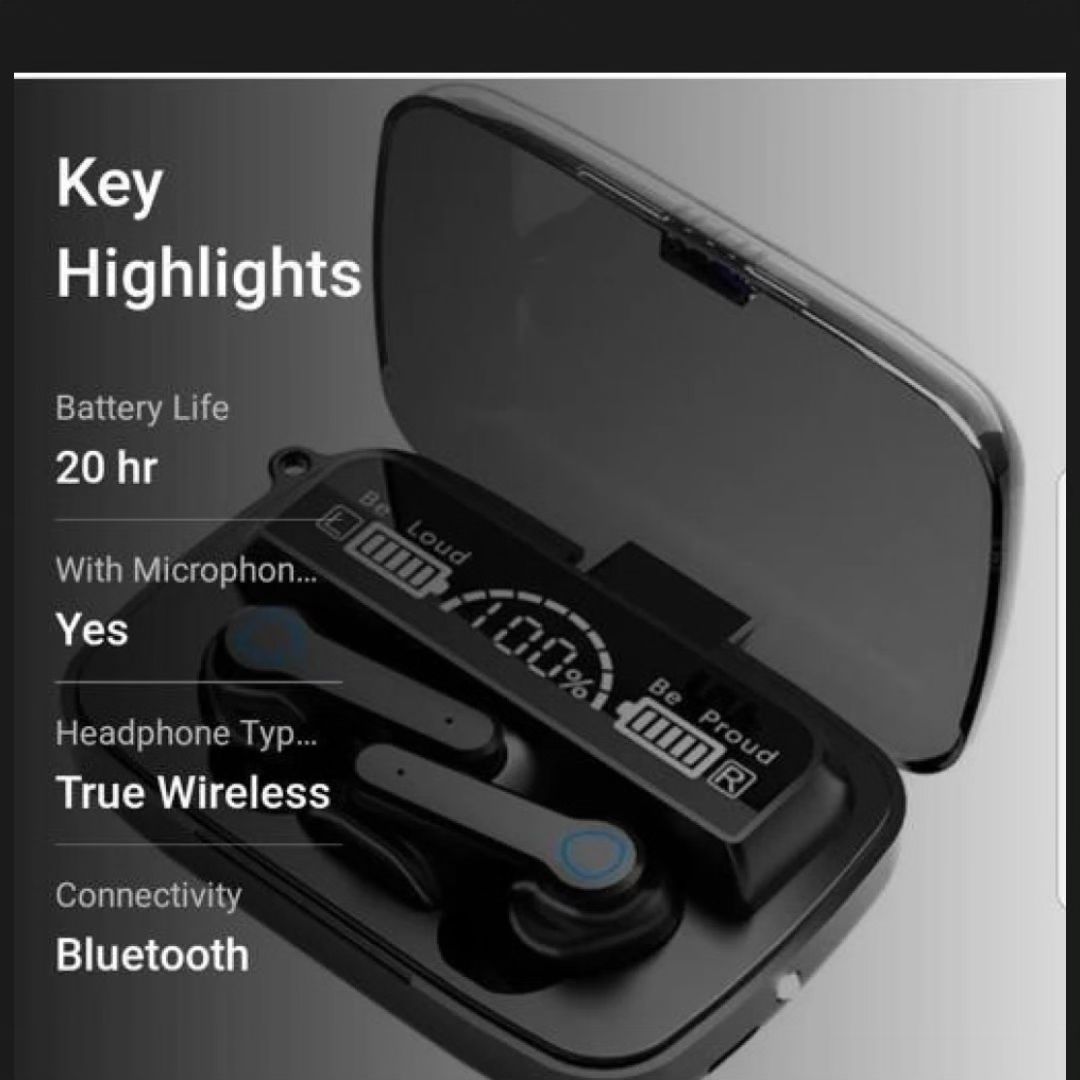 Key
Highlights
Battery Life
20 hr
With Microphon...
Yes
Headphone Typ...
True Wireless
Connectivity
Bluetooth
L
Be Loud
100%
Be Proud
R